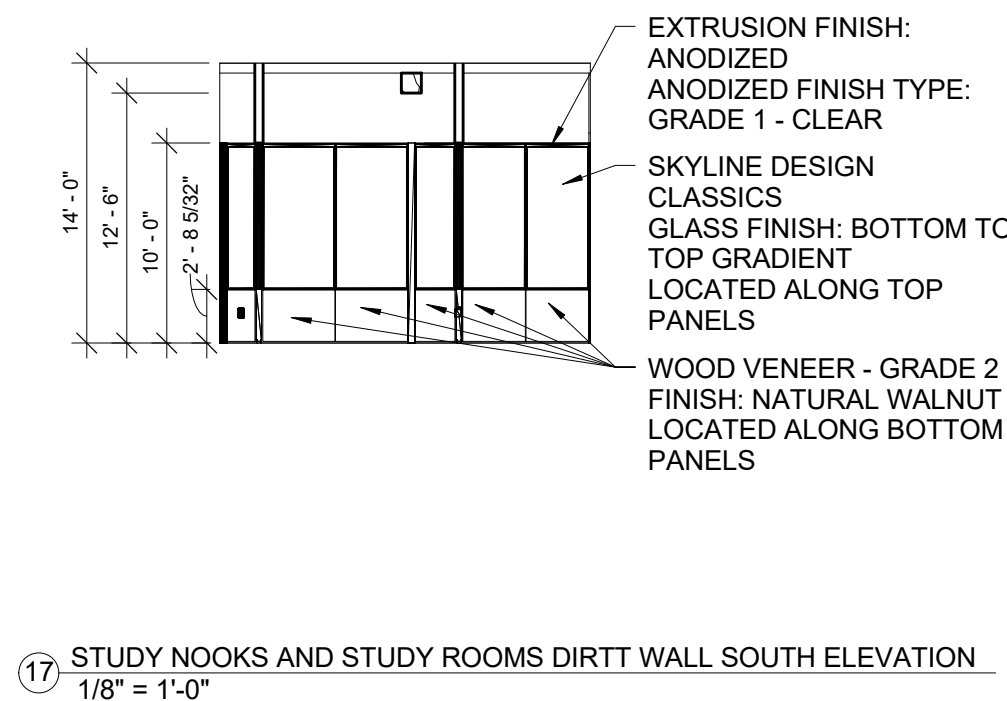 EXTRUSION FINISH:
ANODIZED
ANODIZED FINISH TYPE:
GRADE 1 - CLEAR
SKYLINE DESIGN
CLASSICS
GLASS FINISH: BOTTOM TO
TOP GRADIENT
LOCATED ALONG TOP
PANELS
WOOD VENEER - GRADE 2
FINISH: NATURAL WALNUT
LOCATED ALONG BOTTOM
PANELS
14' - 0"
12' - 6"
10' - 0"
2' - 8 5/32"
17 STUDY NOOKS AND STUDY ROOMS DIRTT WALL SOUTH ELEVATION
1/8" = 1'-0"